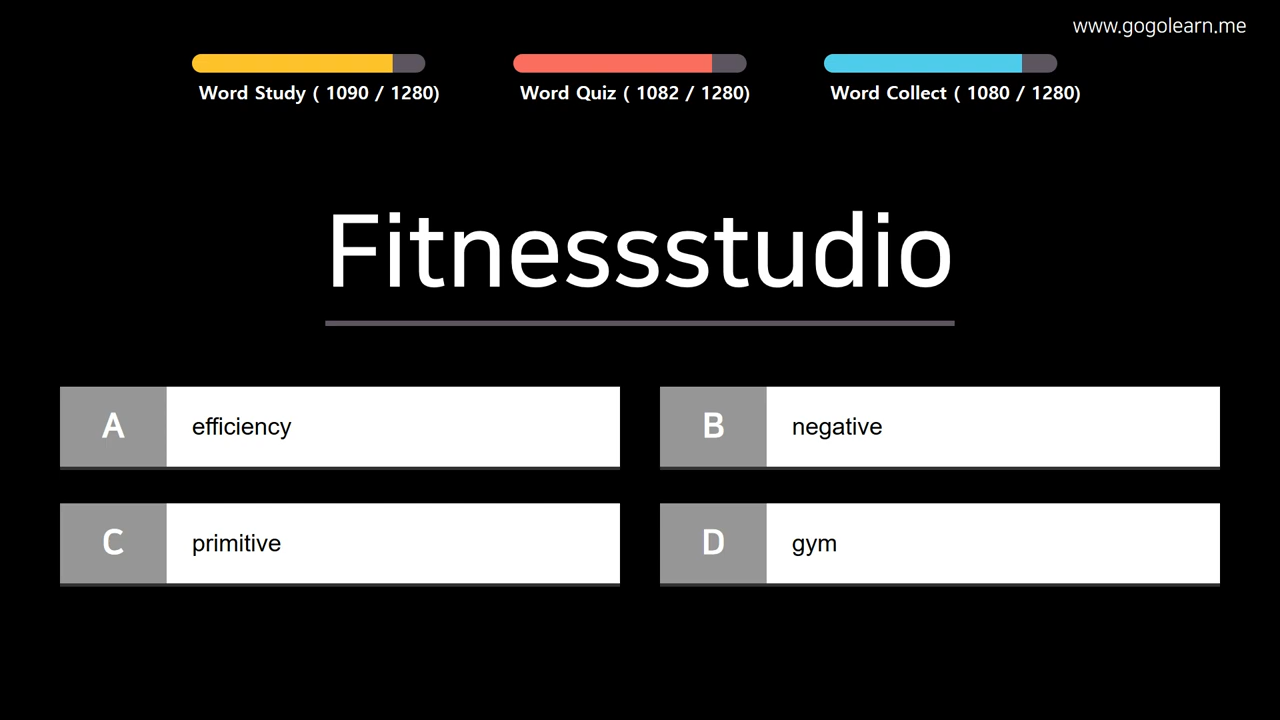 www.gogolearn.me
Word Study ( 1090 / 1280)
Word Quiz ( 1082 / 1280)
Word Collect ( 1080 / 1280)
Fitnessstudio
A efficiency
B negative
C primitive
D gym